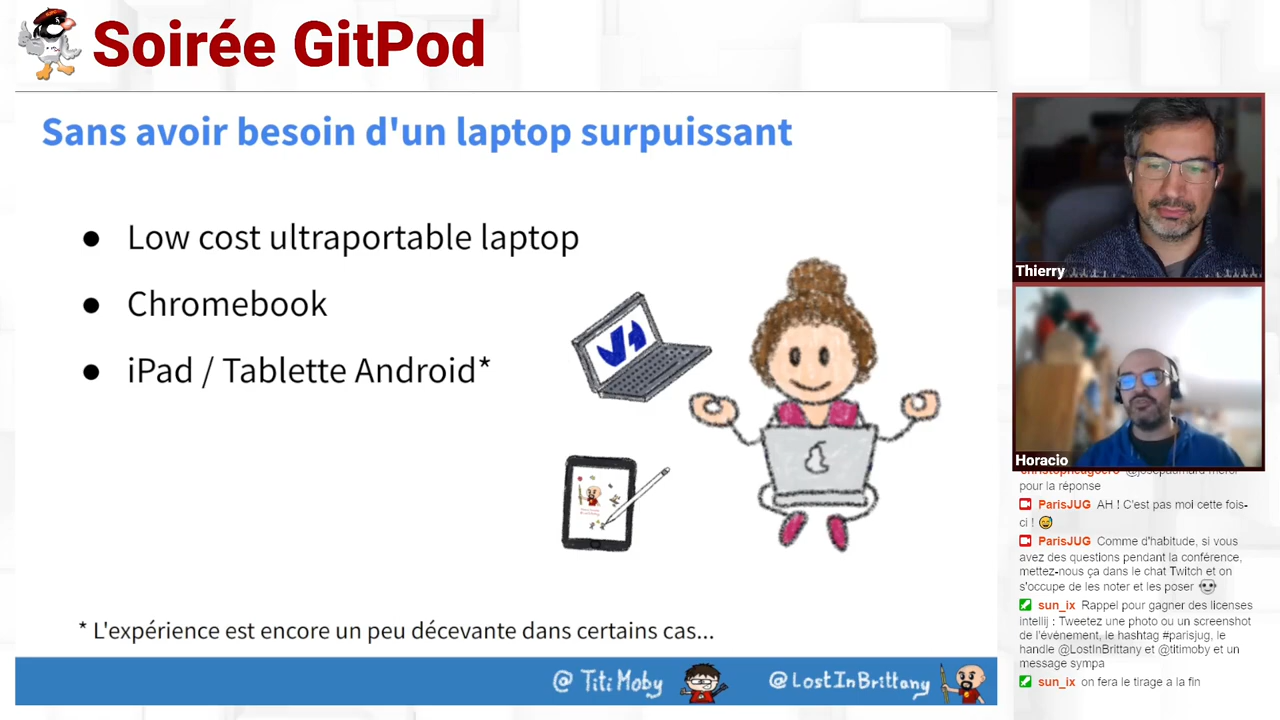 Soirée GitPod
Sans avoir besoin d'un laptop surpuissant
● Low cost ultraportable laptop
● Chromebook
● iPad / Tablette Android*
* L'expérience est encore un peu décevante dans certains cas...
@TitiMoby
@LostInBrittany
Thierry
Horacio
pour la réponse
ParisJUG AH ! C'est pas moi cette fois-
ci !
ParisJUG Comme d'habitude, si vous
avez des questions pendant la conférence,
mettez-nous ça dans le chat Twitch et on
s'occupe de les noter et les poser
sun_ix Rappel pour gagner des licenses
intellij : Tweetez une photo ou un screenshot
de l'événement, le hashtag #parisjug, le
handle @LostInBrittany et @titimoby et un
message sympa
sun_ix on fera le tirage a la fin